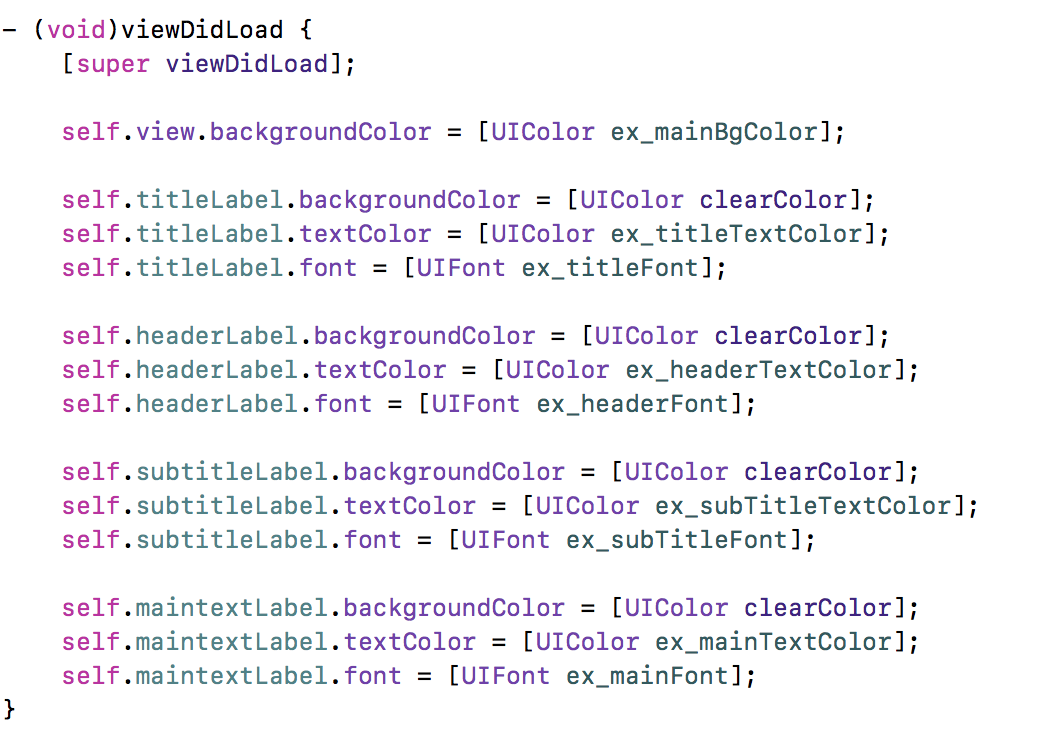 - (void)viewDidLoad {
    [super viewDidLoad];

    self.view.backgroundColor = [UIColor ex_mainBgColor];

    self.titleLabel.backgroundColor = [UIColor clearColor];
    self.titleLabel.textColor = [UIColor ex_titleTextColor];
    self.titleLabel.font = [UIFont ex_titleFont];

    self.headerLabel.backgroundColor = [UIColor clearColor];
    self.headerLabel.textColor = [UIColor ex_headerTextColor];
    self.headerLabel.font = [UIFont ex_headerFont];

    self.subtitleLabel.backgroundColor = [UIColor clearColor];
    self.subtitleLabel.textColor = [UIColor ex_subTitleTextColor];
    self.subtitleLabel.font = [UIFont ex_subTitleFont];

    self.maintextLabel.backgroundColor = [UIColor clearColor];
    self.maintextLabel.textColor = [UIColor ex_mainTextColor];
    self.maintextLabel.font = [UIFont ex_mainFont];
}